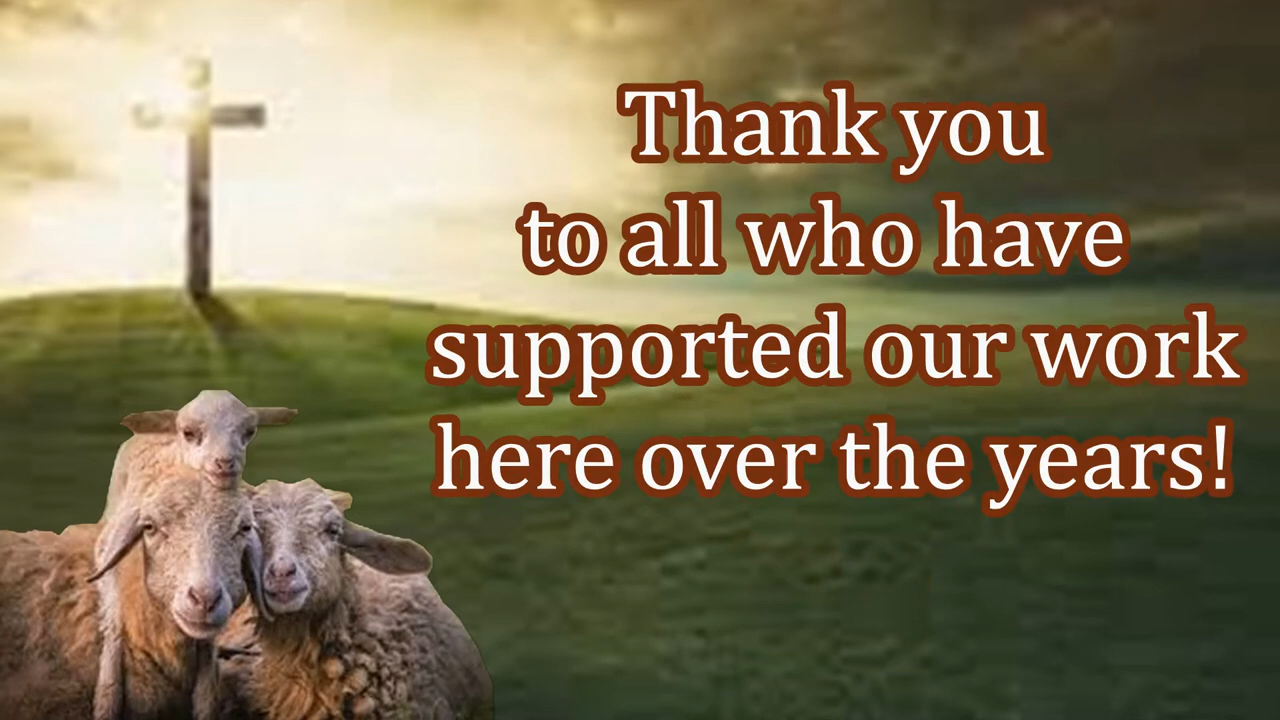 Thank you
to all who have
supported our work
here over the years!